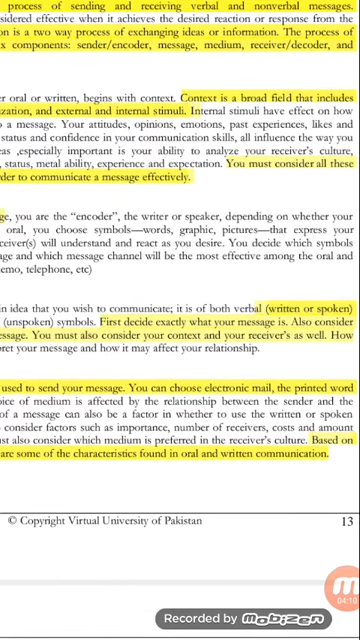 process of sending and receiving verbal and nonverbal messages.
nsidered effective when it achieves the desired reaction or response from the
on is a two way process of exchanging ideas or information. The process of
x components: sender/encoder, message, medium, receiver/decoder, and
er oral or written, begins with context. Context is a broad field that includes
ization, and external and internal stimuli. Internal stimuli have effect on how
o a message. Your attitudes, opinions, emotions, past experiences, likes and
status and confidence in your communication skills, all influence the way you
eas ,especially important is your ability to analyze your receiver's culture,
, status, metal ability, experience and expectation. You must consider all these
rder to communicate a message effectively.
ge, you are the "encoder", the writer or speaker, depending on whether your
oral, you choose symbols—words, graphic, pictures—that express your
ceiver(s) will understand and react as you desire. You decide which symbols
age and which message channel will be the most effective among the oral and
emo, telephone, etc)
in idea that you wish to communicate; it is of both verbal (written or spoken)
(unspoken) symbols. First decide exactly what your message is. Also consider
essage. You must also consider your context and your receiver's as well. How
pret your message and how it may affect your relationship.
used to send your message. You can choose electronic mail, the printed word
oice of medium is affected by the relationship between the sender and the
of a message can also be a factor in whether to use the written or spoken
o consider factors such as importance, number of receivers, costs and amount
ust also consider which medium is preferred in the receiver's culture. Based on
are some of the characteristics found in oral and written communication.
© Copyright Virtual University of Pakistan 13
04:10
Recorded by mobizen